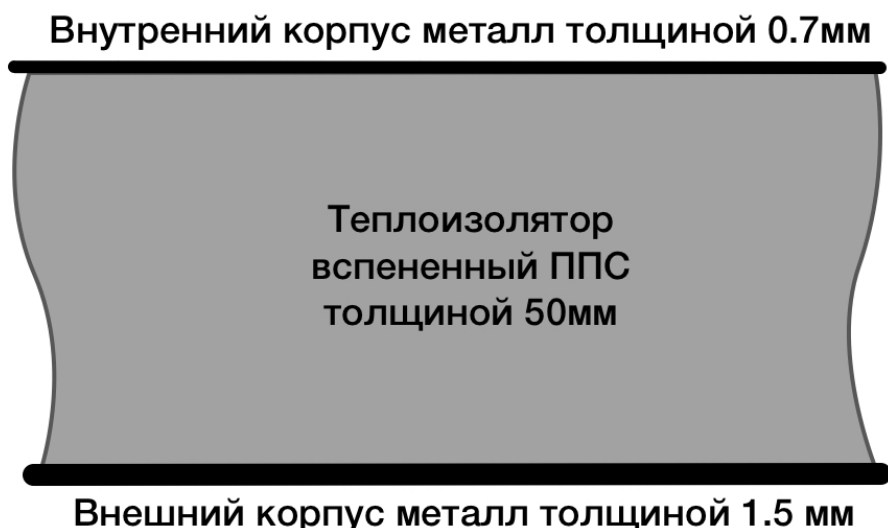 Внутренний корпус металл толщиной 0.7мм
Теплоизолятор
вспененный ППС
толщиной 50мм
Внешний корпус металл толщиной 1.5 мм